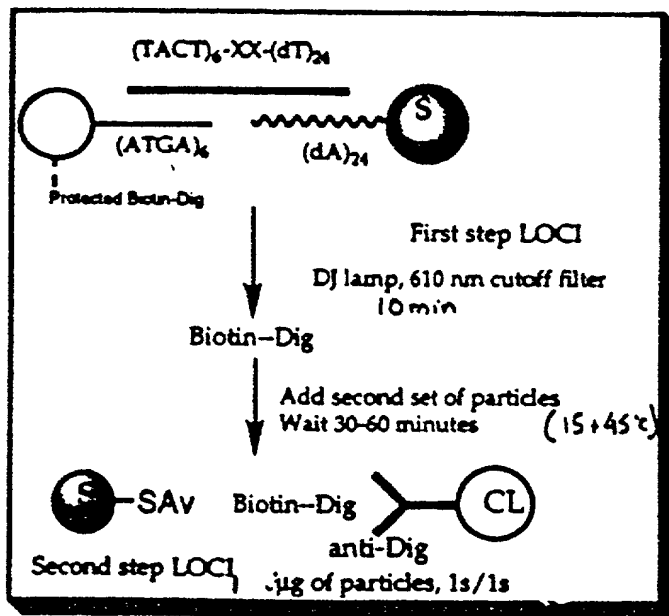 (TACT)6-XX-(dT)24
S
(ATGA)6
(dA)24
Protected Biotin-Dig
First step LOCI
DJ lamp, 610 nm cutoff filter
10 min
Biotin-Dig
Add second set of particles
Wait 30-60 minutes
S
-SAv
Biotin-Dig
CL
anti-Dig
Second step LOCI,
µg of particles, 1s/1s